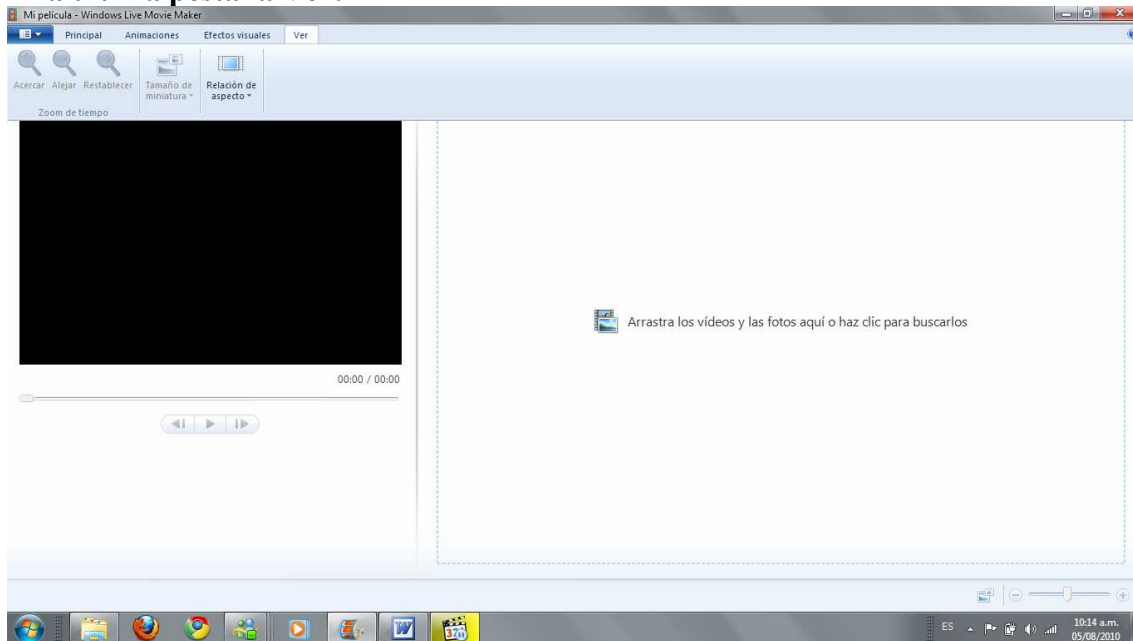 Mi película - Windows Live Movie Maker
Principal Animaciones Efectos visuales Ver
Acercar Alejar Restablecer Tamaño de miniatura Relación de aspecto
Zoom de tiempo
Arrastra los vídeos y las fotos aquí o haz clic para buscarlos
00:00 / 00:00
ES 10:14 a.m.
05/08/2010